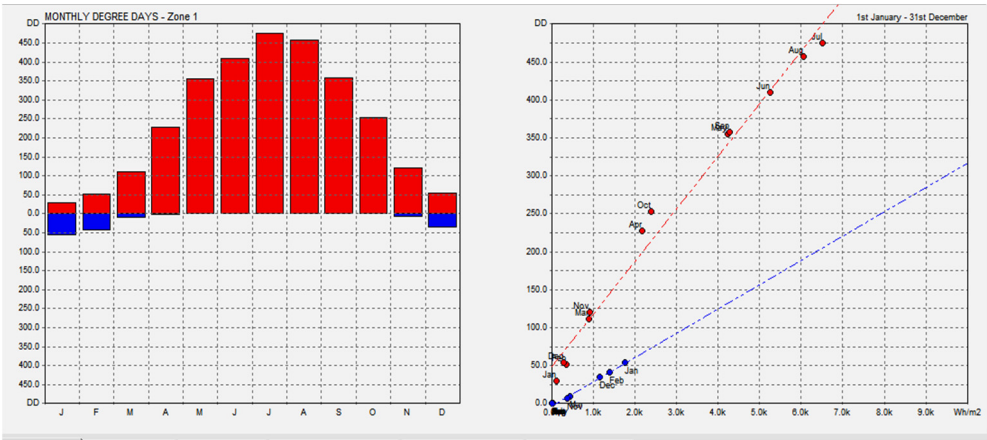 MONTHLY DEGREE DAYS - Zone 1
DD
450.0
400.0
350.0
300.0
250.0
200.0
150.0
100.0
50.0
0.0
50.0
100.0
150.0
200.0
250.0
300.0
350.0
400.0
450.0
DD
J F M A M J J A S O N D
1st January - 31st December
DD
450.0
400.0
350.0
300.0
250.0
200.0
150.0
100.0
50.0
0.0
Jul
Aug
Jun
Sep
May
Oct
Apr
Nov
Mar
Dec
Feb
Jan
Jan
Feb
Dec
Nov
1.0k 2.0k 3.0k 4.0k 5.0k 6.0k 7.0k 8.0k 9.0k Wh/m2